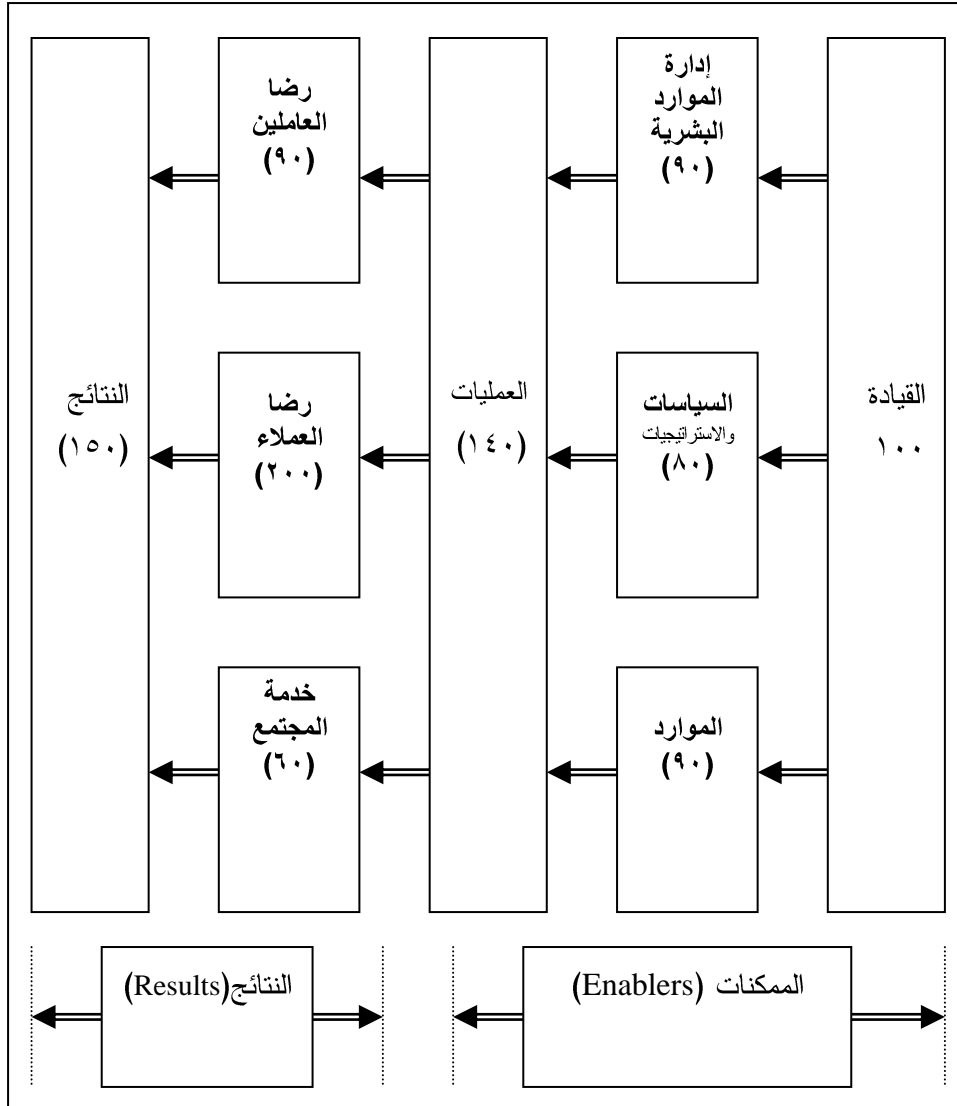 القيادة
١٠٠
إدارة
الموارد
البشرية
(٩٠)
السياسات
والاستراتيجيات
(٨٠)
الموارد
(٩٠)
العمليات
(١٤٠)
رضا
العاملين
(٩٠)
رضا
العملاء
(٢٠٠)
خدمة
المجتمع
(٦٠)
النتائج
(١٥٠)
الممكنات (Enablers)
النتائج(Results)